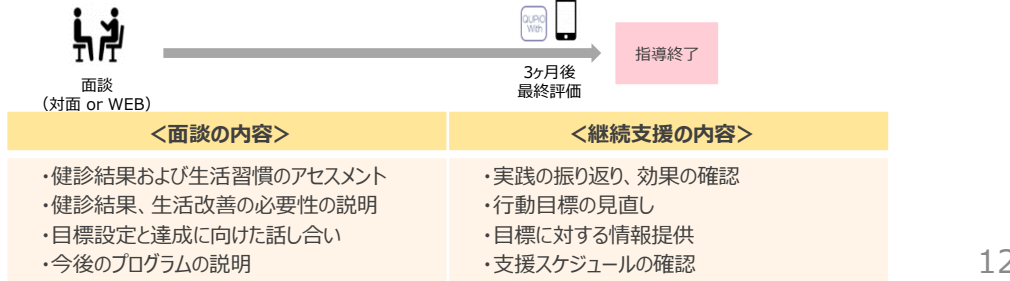 QURiO
With
指導終了
3ヶ月後
最終評価
面談
（対面 or WEB）
＜面談の内容＞
・健診結果および生活習慣のアセスメント
・健診結果、生活改善の必要性の説明
・目標設定と達成に向けた話し合い
・今後のプログラムの説明
＜継続支援の内容＞
・実践の振り返り、効果の確認
・行動目標の見直し
・目標に対する情報提供
・支援スケジュールの確認
12